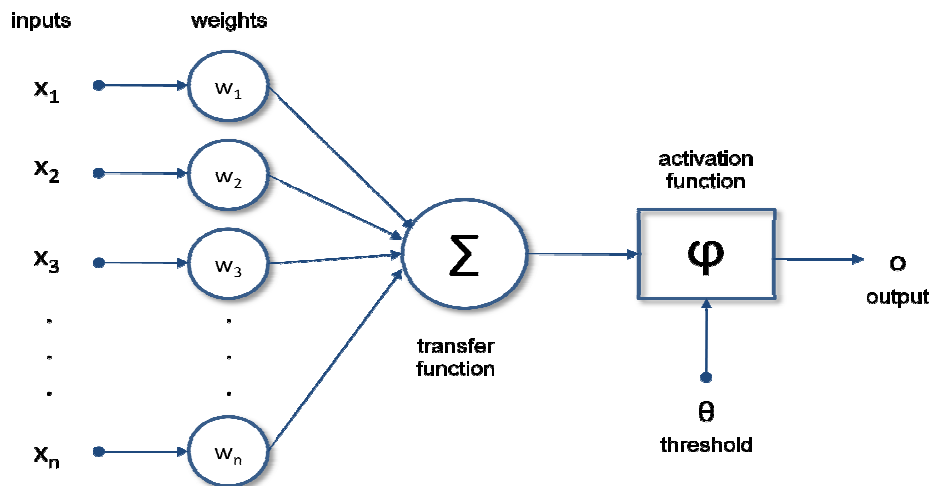 inputs weights
x1 w1
x2 w2
x3 w3
. .
. .
. .
xn wn
Σ
transfer
function
activation
function
φ
o
output
θ
threshold